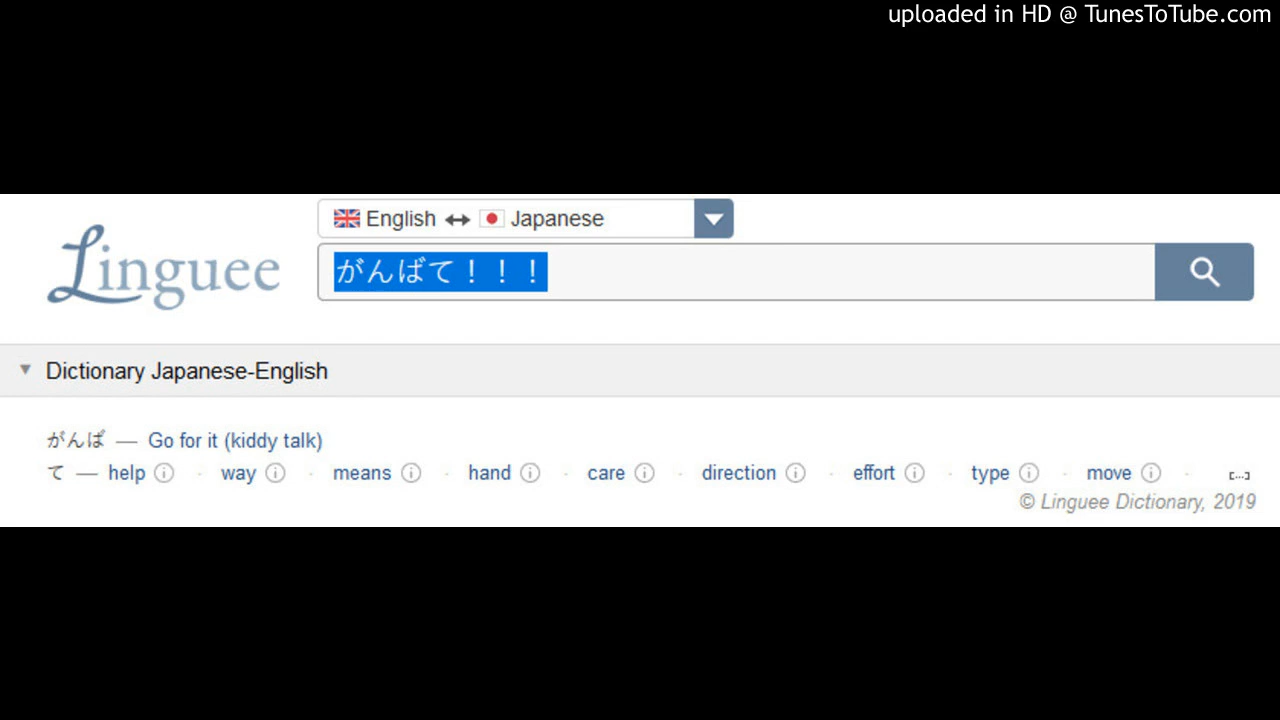 uploaded in HD @ TunesToTube.com
English ↔ Japanese
Linguee
がんばて！！！
Dictionary Japanese-English
がんば — Go for it (kiddy talk)
て — help · way · means · hand · care · direction · effort · type · move · [...]
© Linguee Dictionary, 2019